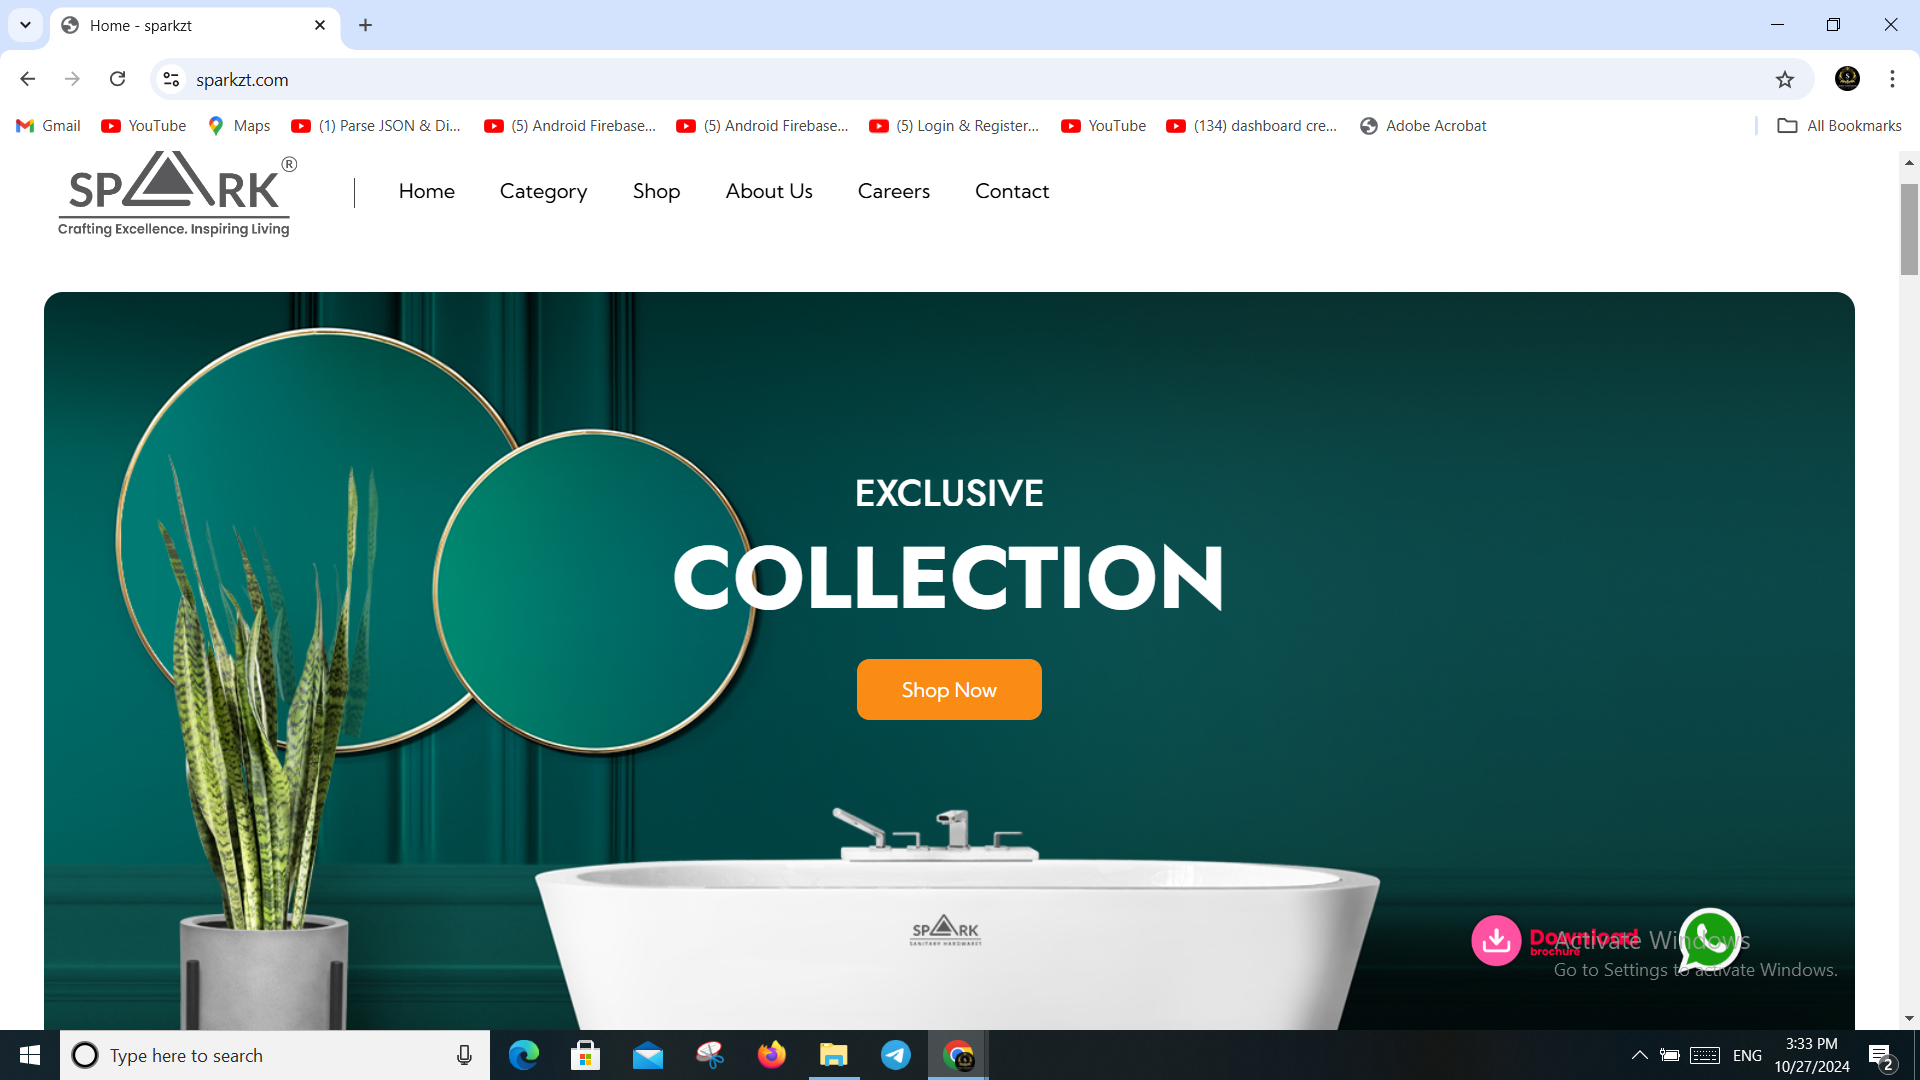 Home - sparkzt
sparkzt.com
Gmail
YouTube
Maps
(1) Parse JSON & Di...
(5) Android Firebase...
(5) Android Firebase...
(5) Login & Register...
YouTube
(134) dashboard cre...
Adobe Acrobat
All Bookmarks
SPARK®
Crafting Excellence. Inspiring Living
Home
Category
Shop
About Us
Careers
Contact
EXCLUSIVE
COLLECTION
Shop Now
SPARK
SANITARY HARDWARES
Download
brochure
Activate Windows
Go to Settings to activate Windows.
Type here to search
ENG
3:33 PM
10/27/2024
2